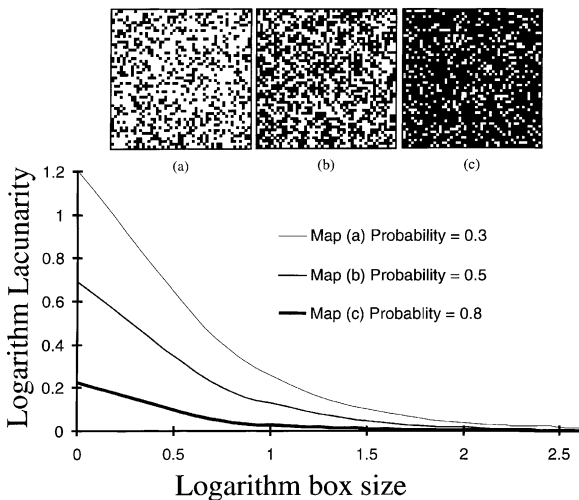 (a) (b) (c)
Logarithm Lacunarity
1.2
1
0.8
0.6
0.4
0.2
0
Map (a) Probability = 0.3
Map (b) Probability = 0.5
Map (c) Probablity = 0.8
0 0.5 1 1.5 2 2.5
Logarithm box size